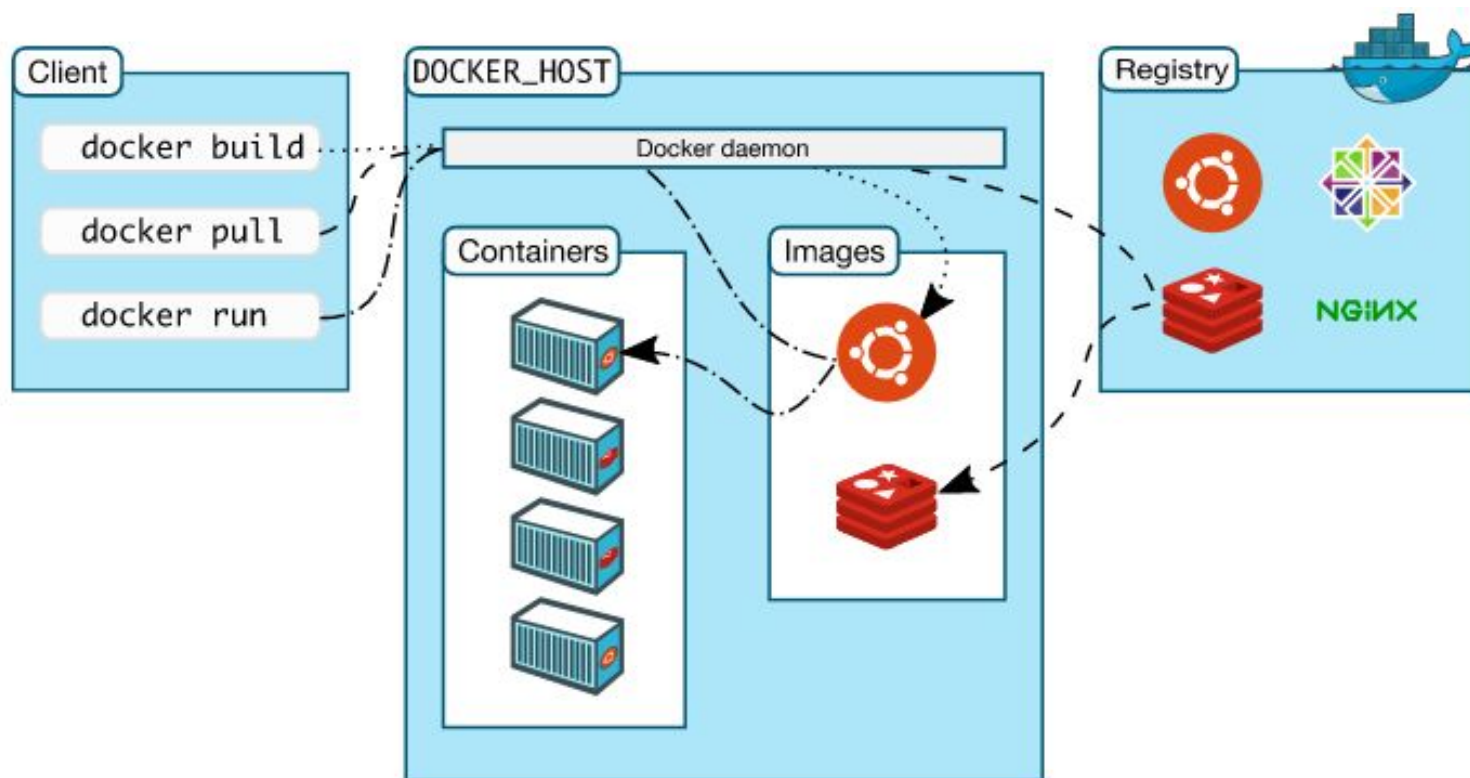 Client
docker build
docker pull
docker run
DOCKER_HOST
Docker daemon
Containers
Images
Registry
NGiNX